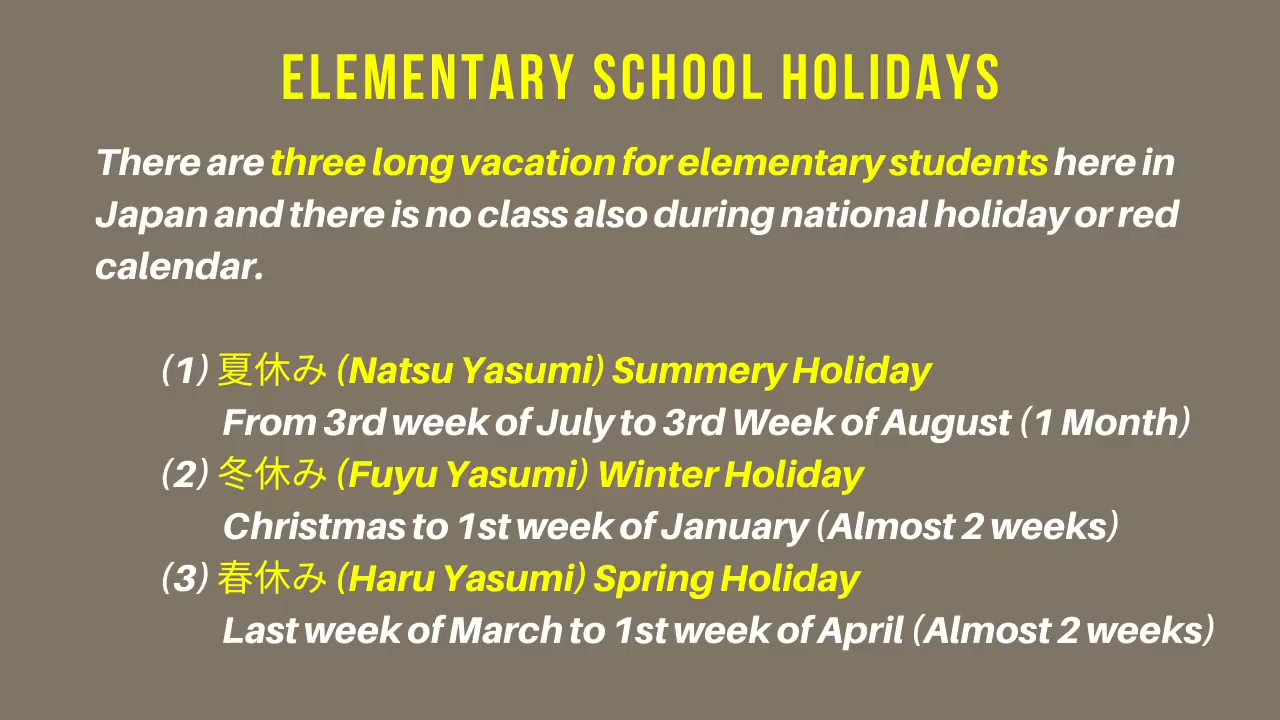 ELEMENTARY SCHOOL HOLIDAYS
There are three long vacation for elementary students here in
Japan and there is no class also during national holiday or red
calendar.
(1) 夏休み (Natsu Yasumi) Summery Holiday
From 3rd week of July to 3rd Week of August (1 Month)
(2) 冬休み (Fuyu Yasumi) Winter Holiday
Christmas to 1st week of January (Almost 2 weeks)
(3) 春休み (Haru Yasumi) Spring Holiday
Last week of March to 1st week of April (Almost 2 weeks)